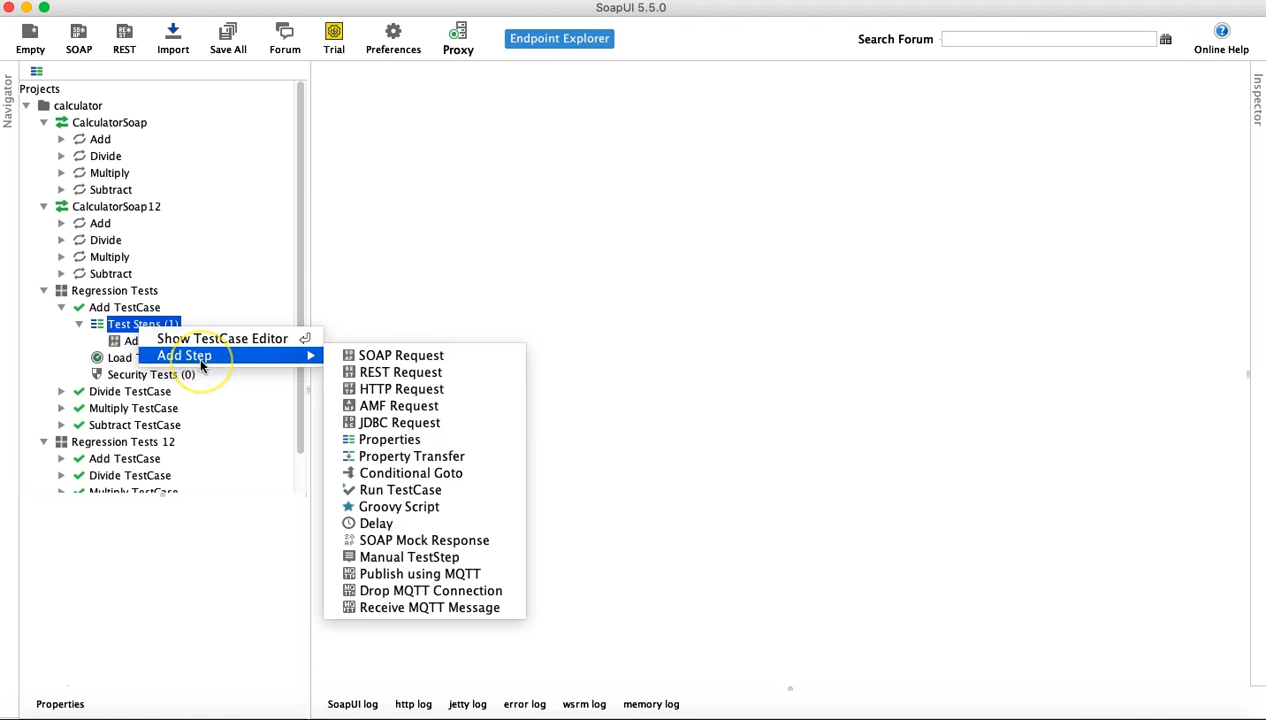 SoapUI 5.5.0
Empty SOAP REST Import Save All Forum Trial Preferences Proxy Endpoint Explorer Search Forum Online Help
Navigator
Inspector
Projects
calculator
CalculatorSoap
Add
Divide
Multiply
Subtract
CalculatorSoap12
Add
Divide
Multiply
Subtract
Regression Tests
Add TestCase
Test Steps (1)
Ad
Load T
Security Tests (0)
Divide TestCase
Multiply TestCase
Subtract TestCase
Regression Tests 12
Add TestCase
Divide TestCase
Multiply TestCase
Show TestCase Editor
Add Step
SOAP Request
REST Request
HTTP Request
AMF Request
JDBC Request
Properties
Property Transfer
Conditional Goto
Run TestCase
Groovy Script
Delay
SOAP Mock Response
Manual TestStep
Publish using MQTT
Drop MQTT Connection
Receive MQTT Message
Properties
SoapUI log http log jetty log error log wsrm log memory log